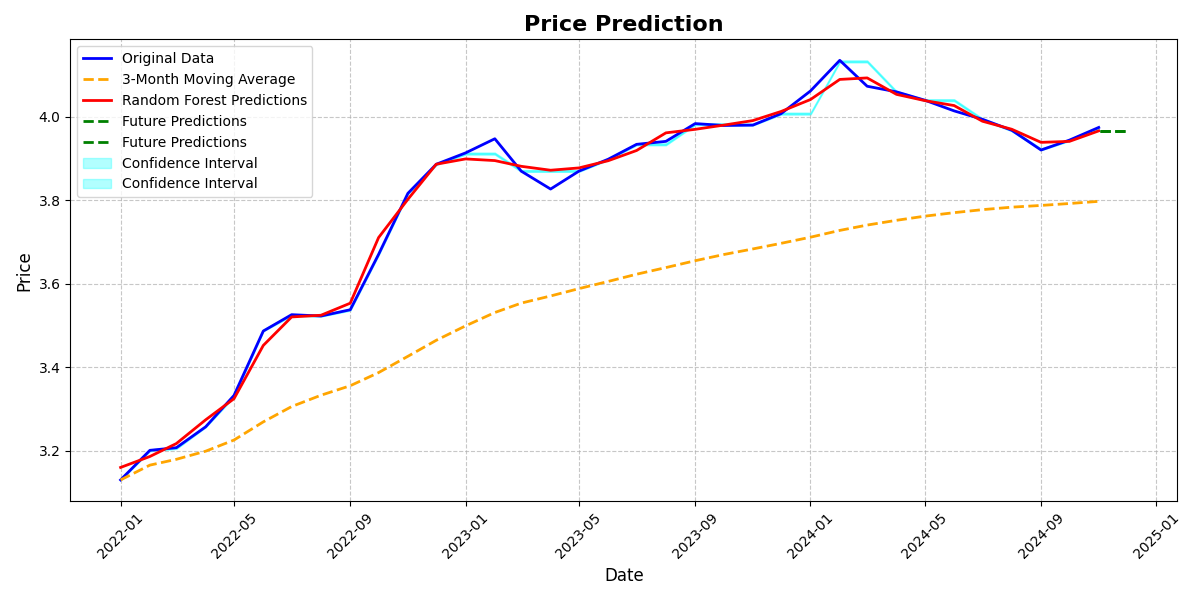 Price Prediction
Original Data
3-Month Moving Average
Random Forest Predictions
Future Predictions
Future Predictions
Confidence Interval
Confidence Interval
Price
4.0
3.8
3.6
3.4
3.2
2022-01
2022-05
2022-09
2023-01
2023-05
2023-09
2024-01
2024-05
2024-09
2025-01
Date